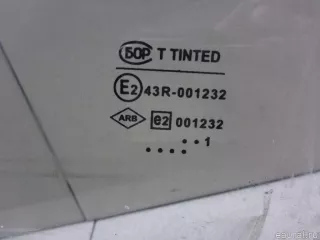 БОР T TINTED
E2 43R-001232
ARB e2 001232
··1
····